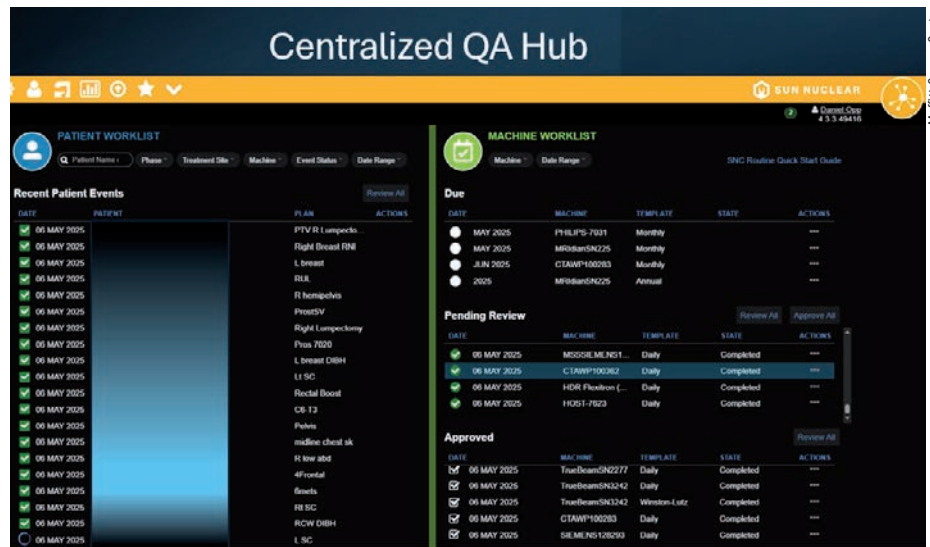 Centralized QA Hub
SUN NUCLEAR
2
Daniel Opp
4.3.3.49416
PATIENT WORKLIST
Patient Name
Phase
Treatment Site
Machine
Event Status
Date Range
Recent Patient Events
Review All
DATE PATIENT PLAN ACTIONS
06 MAY 2025 PTV R Lumpecto...
06 MAY 2025 Right Breast RNI
06 MAY 2025 L breast
06 MAY 2025 RUL
06 MAY 2025 R hemipelvis
06 MAY 2025 ProstSV
06 MAY 2025 Right Lumpectomy
06 MAY 2025 Pros 7020
06 MAY 2025 L breast DIBH
06 MAY 2025 Lt SC
06 MAY 2025 Rectal Boost
06 MAY 2025 C6-T3
06 MAY 2025 Pelvis
06 MAY 2025 midline chest sk
06 MAY 2025 R low abd
06 MAY 2025 4Frontal
06 MAY 2025 6mets
06 MAY 2025 Rt SC
06 MAY 2025 RCW DIBH
06 MAY 2025 L SC
MACHINE WORKLIST
Machine
Date Range
SNC Routine Quick Start Guide
Due
DATE MACHINE TEMPLATE STATE ACTIONS
MAY 2025 PHILIPS-7031 Monthly ...
MAY 2025 MRIdianSN225 Monthly ...
JUN 2025 CTAWP100283 Monthly ...
2025 MRIdianSN225 Annual ...
Pending Review
Review All
Approve All
DATE MACHINE TEMPLATE STATE ACTIONS
06 MAY 2025 MSSSIEMENS1... Daily Completed ...
06 MAY 2025 CTAWP100362 Daily Completed ...
06 MAY 2025 HDR Flexitron (... Daily Completed ...
06 MAY 2025 HOST-7623 Daily Completed ...
Approved
Review All
DATE MACHINE TEMPLATE STATE ACTIONS
06 MAY 2025 TrueBeamSN2277 Daily Completed ...
06 MAY 2025 TrueBeamSN3242 Daily Completed ...
06 MAY 2025 TrueBeamSN3242 Winston-Lutz Completed ...
06 MAY 2025 CTAWP100283 Daily Completed ...
06 MAY 2025 SIEMENS128293 Daily Completed ...